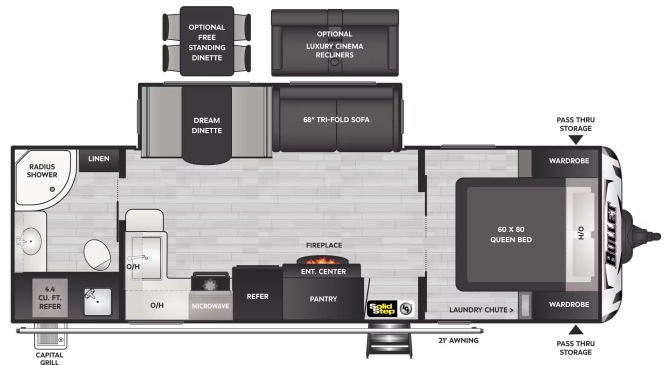 OPTIONAL
FREE
STANDING
DINETTE
OPTIONAL
LUXURY CINEMA
RECLINERS
DREAM
DINETTE
68" TRI-FOLD SOFA
PASS THRU
STORAGE
LINEN
RADIUS
SHOWER
WARDROBE
60 X 80
QUEEN BED
H/O
BULLET
FIREPLACE
ENT. CENTER
O/H
4.4
CU. FT.
REFER
O/H
MICROWAVE
REFER
PANTRY
Solid
Step
LAUNDRY CHUTE >
WARDROBE
21' AWNING
PASS THRU
STORAGE
CAPITAL
GRILL